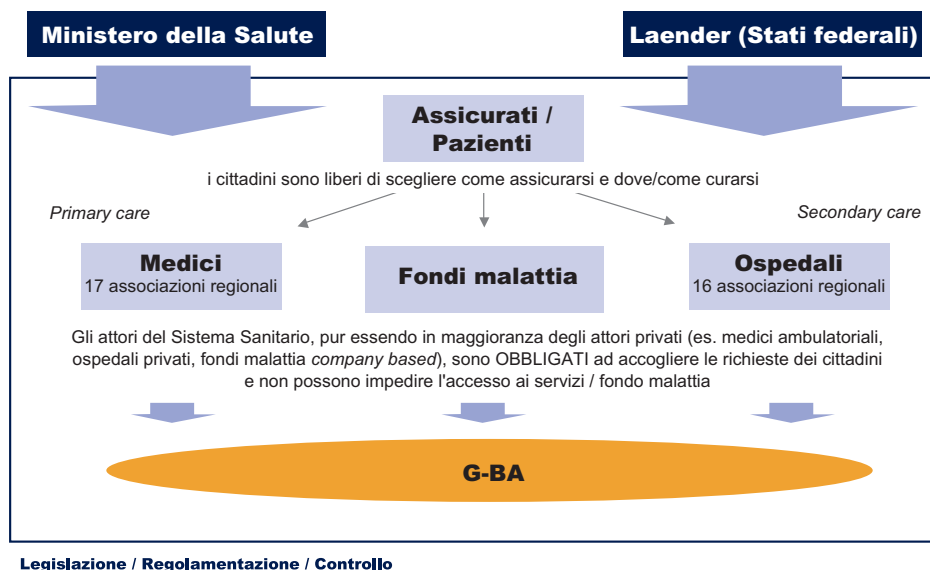 Ministero della Salute
Laender (Stati federali)
Assicurati /
Pazienti
i cittadini sono liberi di scegliere come assicurarsi e dove/come curarsi
Primary care
Secondary care
Medici
17 associazioni regionali
Fondi malattia
Ospedali
16 associazioni regionali
Gli attori del Sistema Sanitario, pur essendo in maggioranza degli attori privati (es. medici ambulatoriali,
ospedali privati, fondi malattia company based), sono OBBLIGATI ad accogliere le richieste dei cittadini
e non possono impedire l'accesso ai servizi / fondo malattia
G-BA
Legislazione / Regolamentazione / Controllo